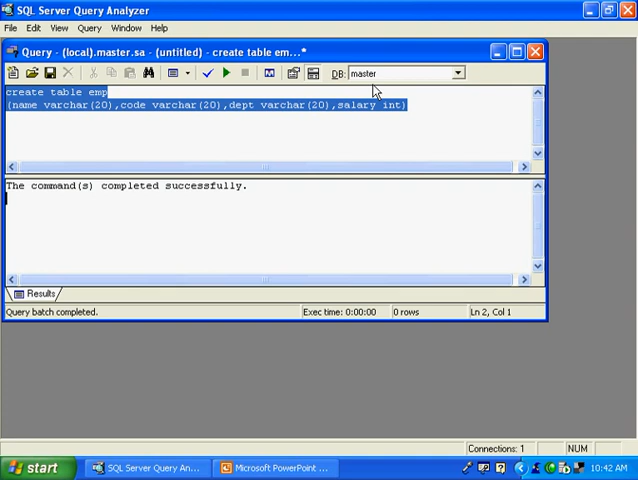 SQL Server Query Analyzer
File Edit View Query Window Help
Query - (local).master.sa - (untitled) - create table em...*
DB: master
create table emp
(name varchar(20),code varchar(20),dept varchar(20),salary int)
The command(s) completed successfully.
Results
Query batch completed. Exec time: 0:00:00 0 rows Ln 2, Col 1
Connections: 1 NUM
start SQL Server Query An... Microsoft PowerPoint ... 10:42 AM